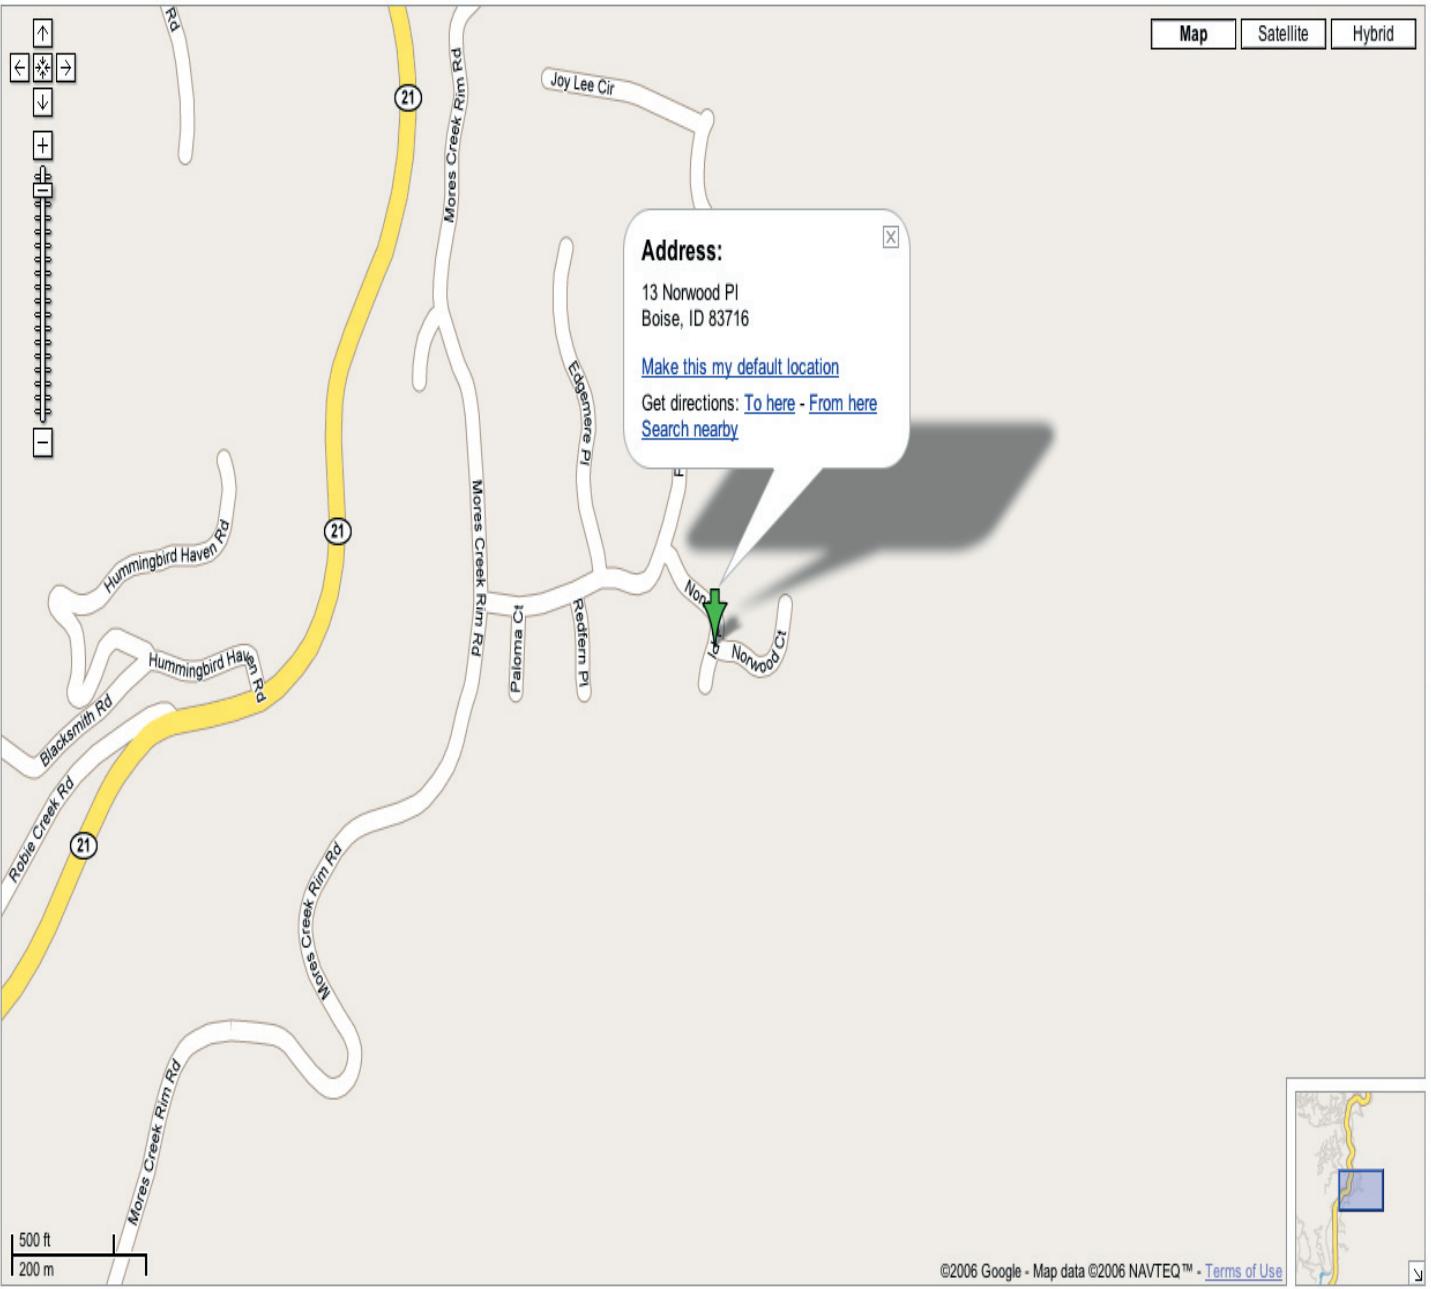 Rd
Map
Satellite
Hybrid
21
Mores Creek Rim Rd
Joy Lee Cir
Address:
13 Norwood Pl
Boise, ID 83716
Make this my default location
Get directions: To here - From here
Search nearby
Edgemere Pl
Mores Creek Rim Rd
21
Hummingbird Haven Rd
Paloma Ct
Redfern Pl
Norwood Ct
Pl
Hummingbird Haven Rd
Blacksmith Rd
Robie Creek Rd
21
Mores Creek Rim Rd
Mores Creek Rim Rd
500 ft
200 m
©2006 Google - Map data ©2006 NAVTEQ™ - Terms of Use